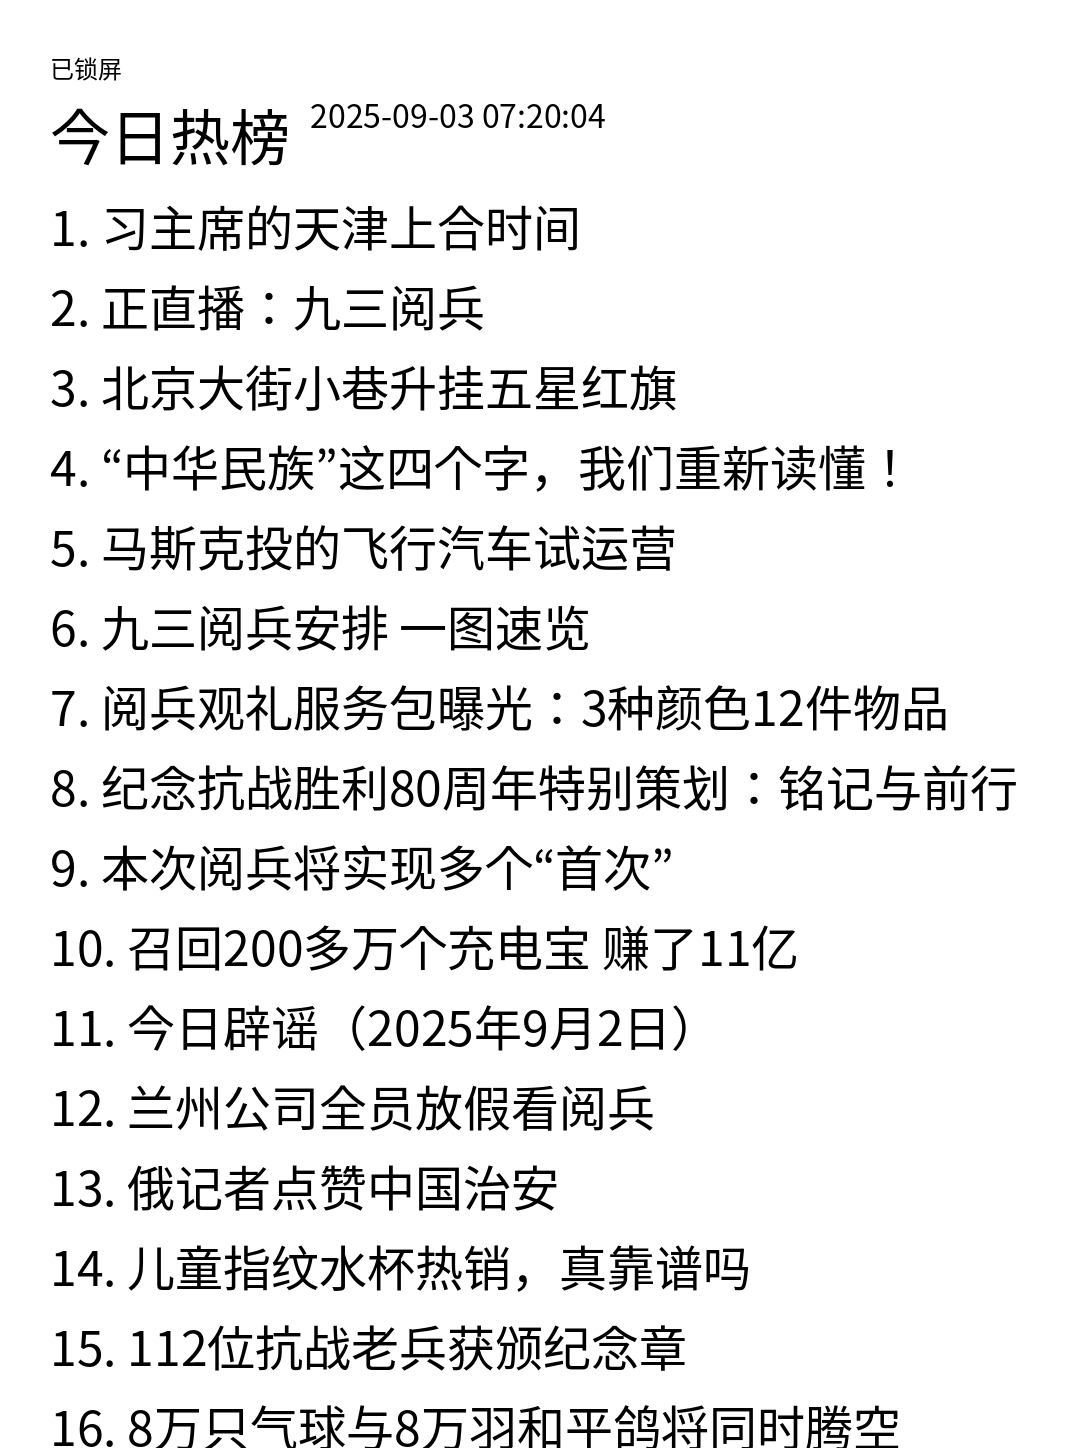 已锁屏
今日热榜 2025-09-03 07:20:04
1. 习主席的天津上合时间
2. 正直播：九三阅兵
3. 北京大街小巷升挂五星红旗
4. “中华民族”这四个字，我们重新读懂！
5. 马斯克投的飞行汽车试运营
6. 九三阅兵安排 一图速览
7. 阅兵观礼服务包曝光：3种颜色12件物品
8. 纪念抗战胜利80周年特别策划：铭记与前行
9. 本次阅兵将实现多个“首次”
10. 召回200多万个充电宝 赚了11亿
11. 今日辟谣（2025年9月2日）
12. 兰州公司全员放假看阅兵
13. 俄记者点赞中国治安
14. 儿童指纹水杯热销，真靠谱吗
15. 112位抗战老兵获颁纪念章
16. 8万只气球与8万羽和平鸽将同时腾空